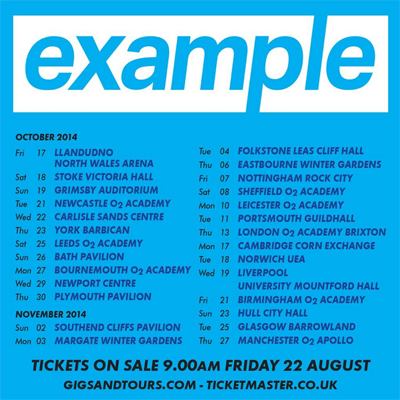 example
OCTOBER 2014
Fri 17 LLANDUDNO
NORTH WALES ARENA
Sat 18 STOKE VICTORIA HALL
Sun 19 GRIMSBY AUDITORIUM
Tue 21 NEWCASTLE O2 ACADEMY
Wed 22 CARLISLE SANDS CENTRE
Thu 23 YORK BARBICAN
Sat 25 LEEDS O2 ACADEMY
Sun 26 BATH PAVILION
Mon 27 BOURNEMOUTH O2 ACADEMY
Wed 29 NEWPORT CENTRE
Thu 30 PLYMOUTH PAVILION
NOVEMBER 2014
Sun 02 SOUTHEND CLIFFS PAVILION
Mon 03 MARGATE WINTER GARDENS
Tue 04 FOLKSTONE LEAS CLIFF HALL
Thu 06 EASTBOURNE WINTER GARDENS
Fri 07 NOTTINGHAM ROCK CITY
Sat 08 SHEFFIELD O2 ACADEMY
Mon 10 LEICESTER O2 ACADEMY
Tue 11 PORTSMOUTH GUILDHALL
Thu 13 LONDON O2 ACADEMY BRIXTON
Mon 17 CAMBRIDGE CORN EXCHANGE
Tue 18 NORWICH UEA
Wed 19 LIVERPOOL
UNIVERSITY MOUNTFORD HALL
Fri 21 BIRMINGHAM O2 ACADEMY
Sun 23 HULL CITY HALL
Tue 25 GLASGOW BARROWLAND
Thu 27 MANCHESTER O2 APOLLO
TICKETS ON SALE 9.00AM FRIDAY 22 AUGUST
GIGSANDTOURS.COM - TICKETMASTER.CO.UK